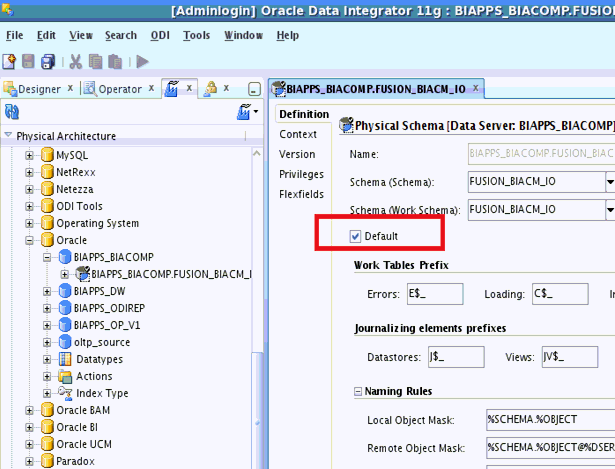 [Adminlogin] Oracle Data Integrator 11g : BIAPPS_BIACOMP.FUSION
File Edit View Search ODI Tools Window Help
Designer x Operator x x x
BIAPPS_BIACOMP.FUSION_BIACM_IO x
Physical Architecture
MySQL
NetRexx
Netezza
ODI Tools
Operating System
Oracle
BIAPPS_BIACOMP
BIAPPS_BIACOMP.FUSION_BIACM_I
BIAPPS_DW
BIAPPS_ODIREP
BIAPPS_OP_V1
oltp_source
Datatypes
Actions
Index Type
Oracle BAM
Oracle BI
Oracle UCM
Paradox
Definition
Context
Version
Privileges
Flexfields
Physical Schema [Data Server: BIAPPS_BIACOMP]
Name: BIAPPS_BIACOMP.FUSION_BIAC
Schema (Schema): FUSION_BIACM_IO
Schema (Work Schema): FUSION_BIACM_IO
Default
Work Tables Prefix
Errors: E$_ Loading: C$_ In
Journalizing elements prefixes
Datastores: J$_ Views: JV$_
Naming Rules
Local Object Mask: %SCHEMA.%OBJECT
Remote Object Mask: %SCHEMA.%OBJECT@%DSER